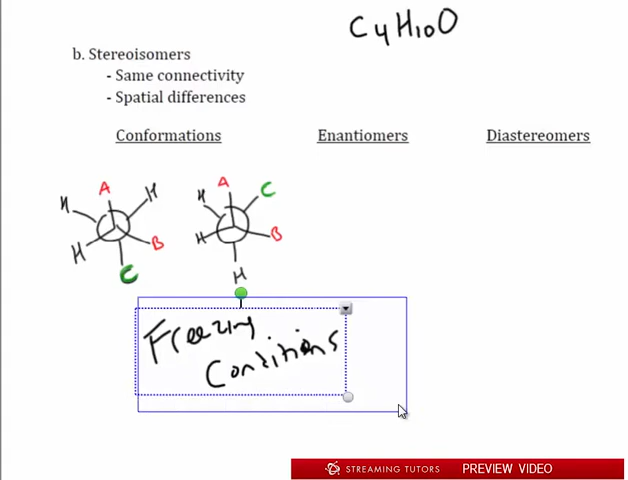 C4H10O
b. Stereoisomers
- Same connectivity
- Spatial differences
Conformations Enantiomers Diastereomers
A A
H H H C
H B H B
C H
Freezing
Conditions
STREAMING TUTORS PREVIEW VIDEO